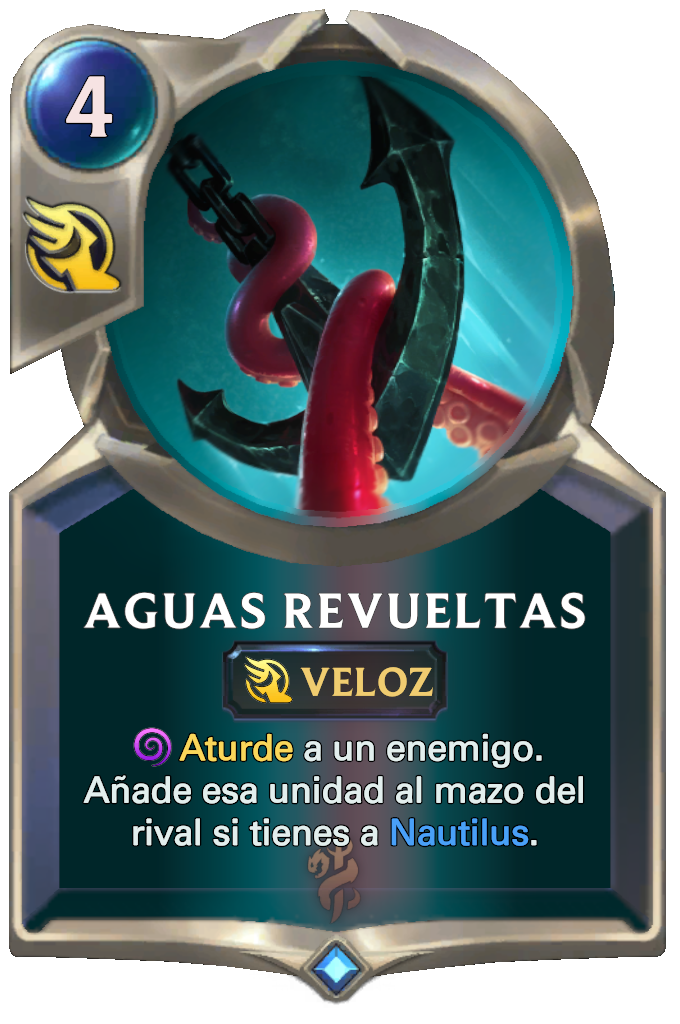 4
AGUAS REVUELTAS
VELOZ
Aturde a un enemigo.
Añade esa unidad al mazo del
rival si tienes a Nautilus.